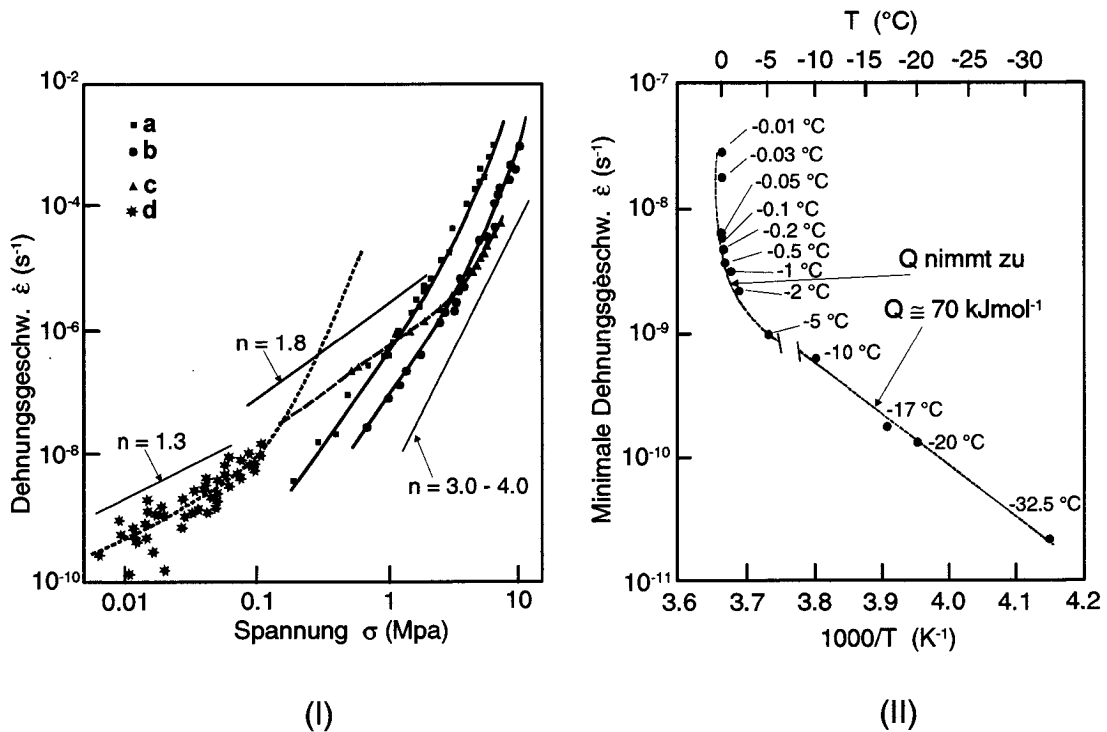 10⁻²
10⁻⁴
10⁻⁶
10⁻⁸
10⁻¹⁰
Dehnungsgeschw. ε̇ (s⁻¹)
a
b
c
d
n = 1.8
n = 1.3
n = 3.0 - 4.0
0.01 0.1 1 10
Spannung σ (Mpa)
(I)
T (°C)
0 -5 -10 -15 -20 -25 -30
10⁻⁷
10⁻⁸
10⁻⁹
10⁻¹⁰
10⁻¹¹
Minimale Dehnungsgeschw. ε̇ (s⁻¹)
-0.01 °C
-0.03 °C
-0.05 °C
-0.1 °C
-0.2 °C
-0.5 °C
-1 °C
-2 °C
-5 °C
-10 °C
-17 °C
-20 °C
-32.5 °C
Q nimmt zu
Q ≅ 70 kJmol⁻¹
3.6 3.7 3.8 3.9 4.0 4.1 4.2
1000/T (K⁻¹)
(II)